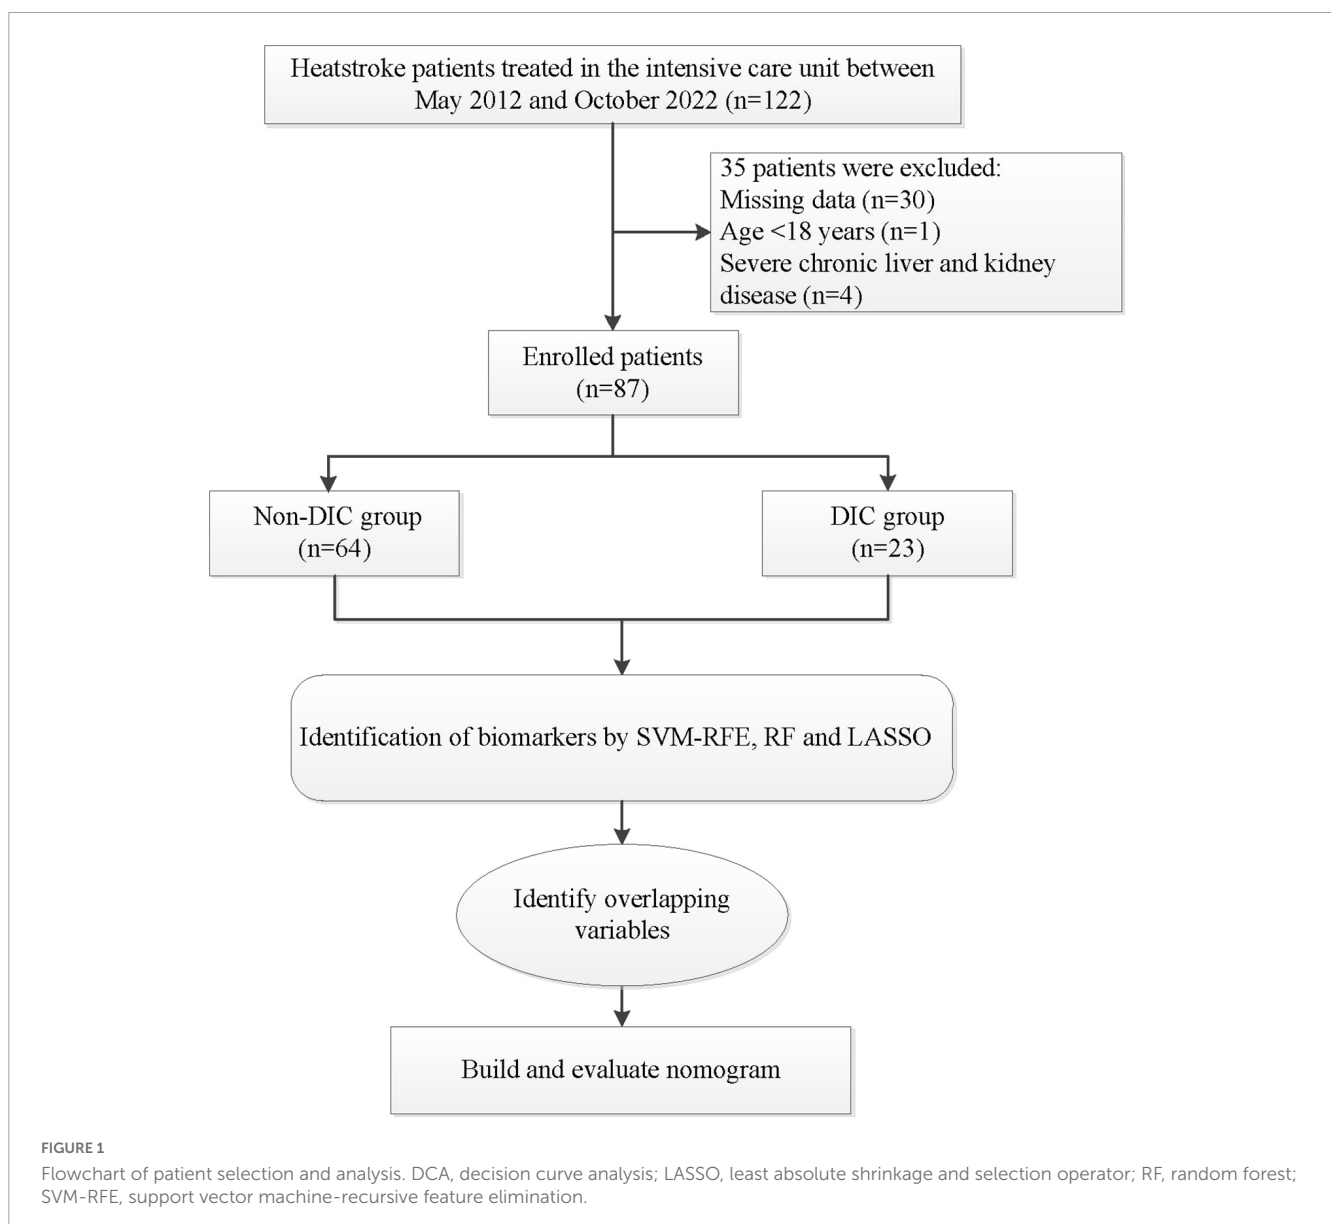 Heatstroke patients treated in the intensive care unit between
May 2012 and October 2022 (n=122)
35 patients were excluded:
Missing data (n=30)
Age <18 years (n=1)
Severe chronic liver and kidney
disease (n=4)
Enrolled patients
(n=87)
Non-DIC group
(n=64)
DIC group
(n=23)
Identification of biomarkers by SVM-RFE, RF and LASSO
Identify overlapping
variables
Build and evaluate nomogram
FIGURE 1
Flowchart of patient selection and analysis. DCA, decision curve analysis; LASSO, least absolute shrinkage and selection operator; RF, random forest;
SVM-RFE, support vector machine-recursive feature elimination.